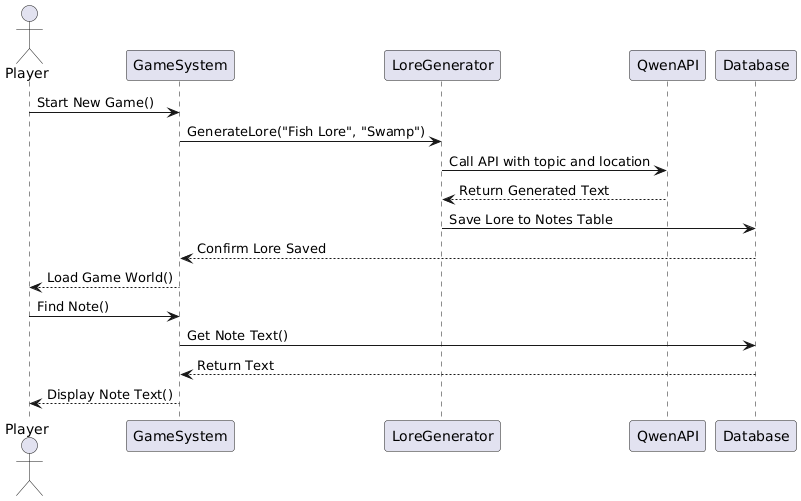 Player
GameSystem
LoreGenerator
QwenAPI
Database
Start New Game()
GenerateLore("Fish Lore", "Swamp")
Call API with topic and location
Return Generated Text
Save Lore to Notes Table
Confirm Lore Saved
Load Game World()
Find Note()
Get Note Text()
Return Text
Display Note Text()
Player
GameSystem
LoreGenerator
QwenAPI
Database